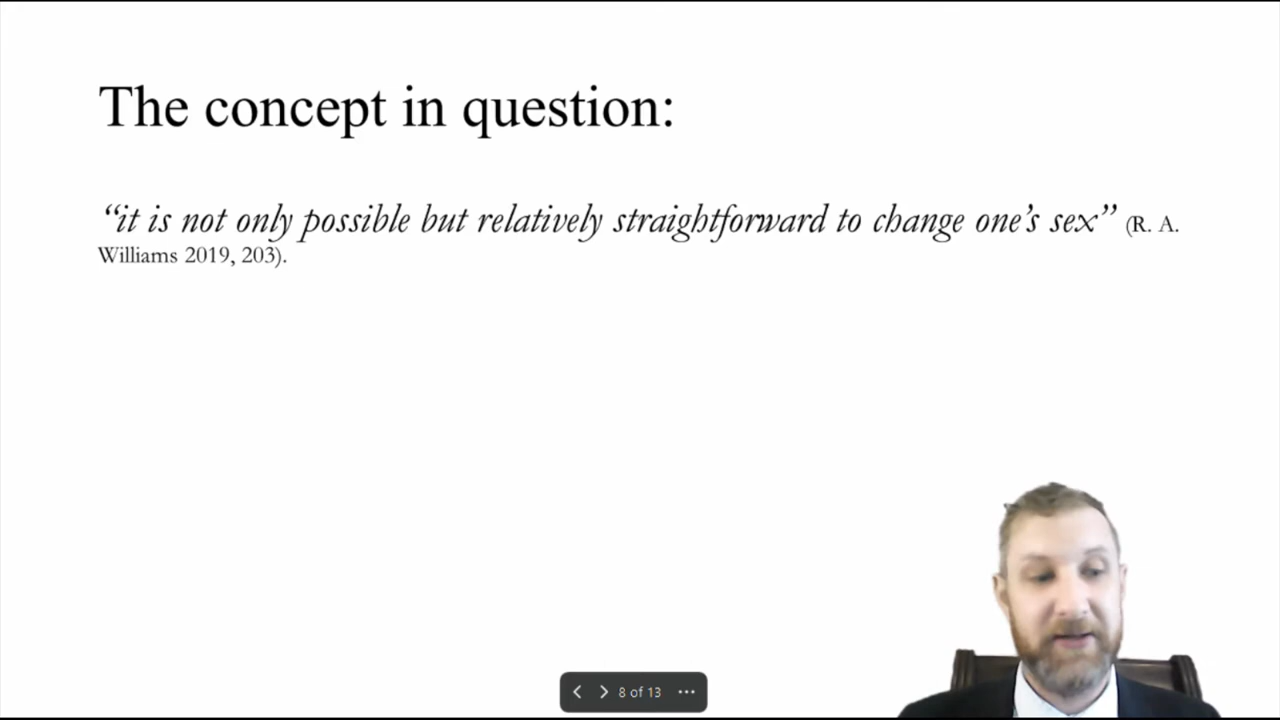 The concept in question:
“it is not only possible but relatively straightforward to change one’s sex” (R. A.
Williams 2019, 203).
8 of 13